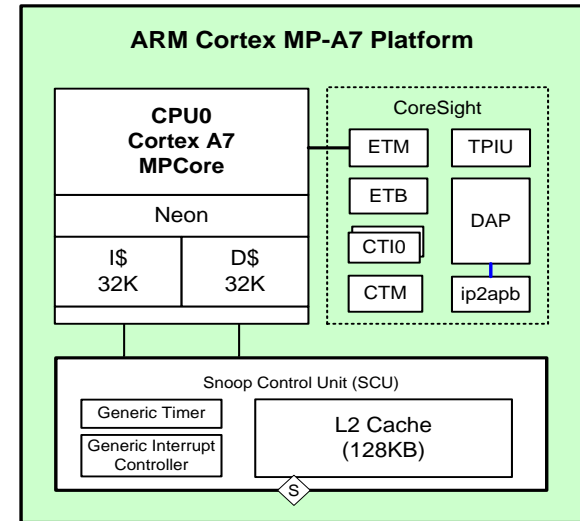 ARM Cortex MP-A7 Platform
CPU0
Cortex A7
MPCore
Neon
I$
32K
D$
32K
CoreSight
ETM
TPIU
ETB
DAP
CTI0
CTM
ip2apb
Snoop Control Unit (SCU)
Generic Timer
Generic Interrupt
Controller
L2 Cache
(128KB)
S